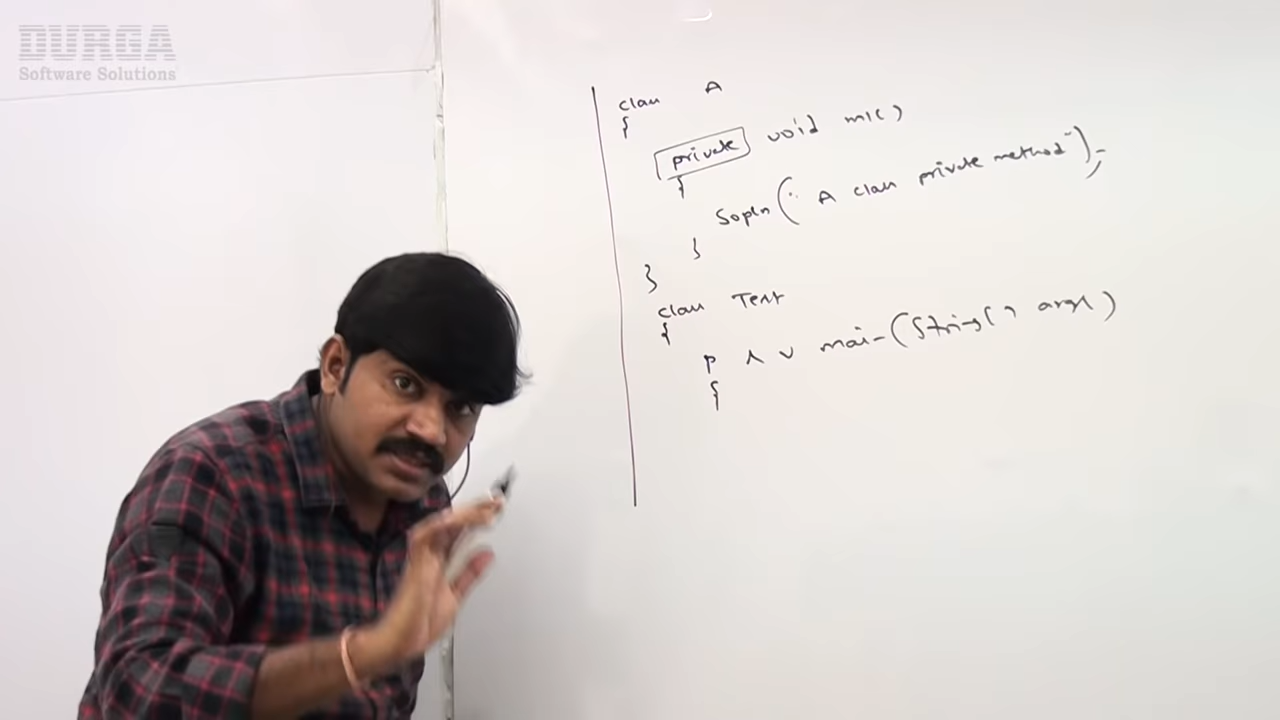 DURGA
Software Solutions
class A
{
private void m1()
{
Sopln("A class private method");
}
}
class Test
{
p s v main(String[] args)
{